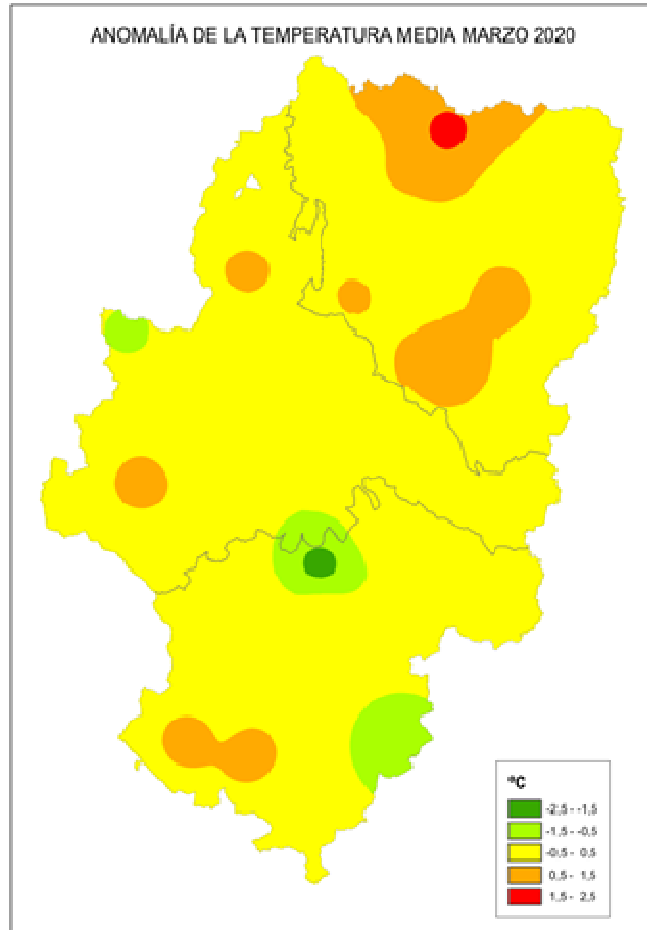 ANOMALÍA DE LA TEMPERATURA MEDIA MARZO 2020
ºC
-2,5 - -1,5
-1,5 - -0,5
-0,5 - 0,5
0,5 - 1,5
1,5 - 2,5